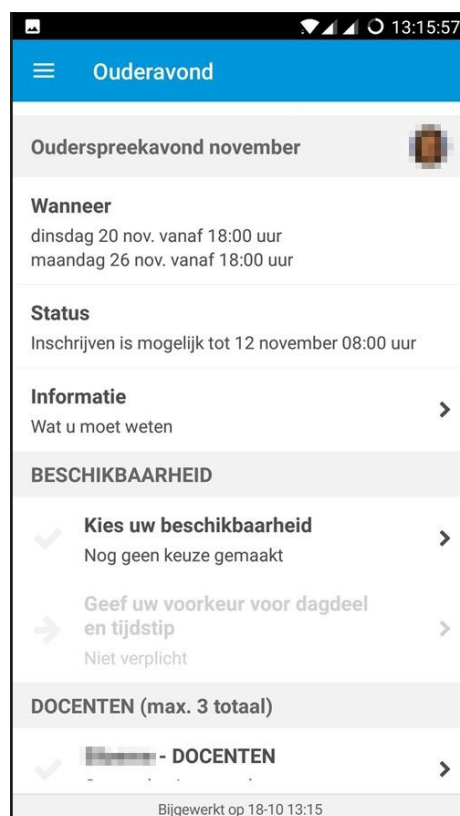 13:15:57
Ouderavond
Ouderspreekavond november
Wanneer
dinsdag 20 nov. vanaf 18:00 uur
maandag 26 nov. vanaf 18:00 uur
Status
Inschrijven is mogelijk tot 12 november 08:00 uur
Informatie
Wat u moet weten
BESCHIKBAARHEID
Kies uw beschikbaarheid
Nog geen keuze gemaakt
Geef uw voorkeur voor dagdeel
en tijdstip
Niet verplicht
DOCENTEN (max. 3 totaal)
- DOCENTEN
Bijgewerkt op 18-10 13:15